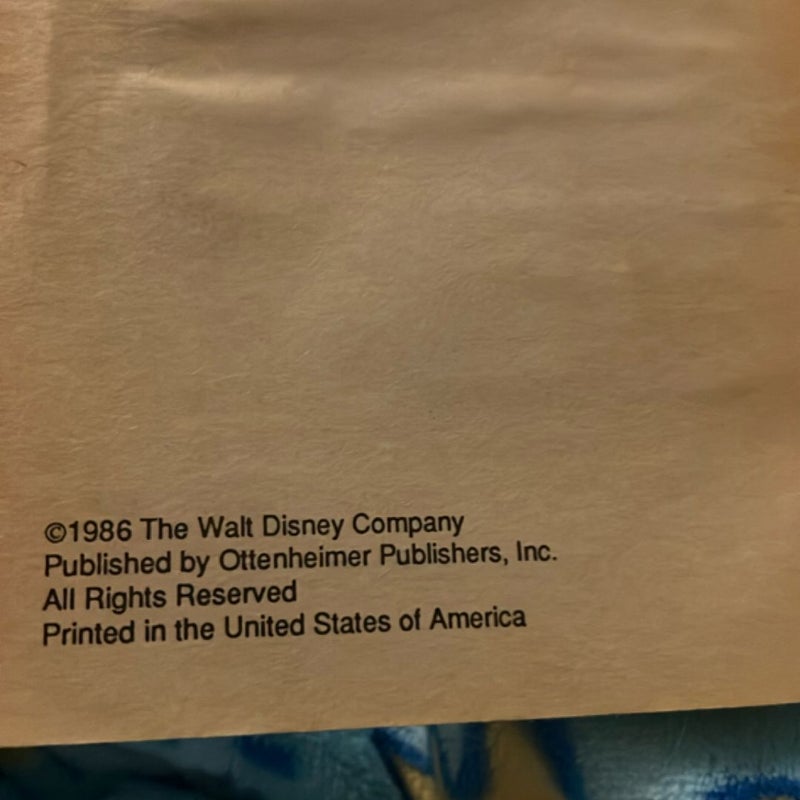 ©1986 The Walt Disney Company
Published by Ottenheimer Publishers, Inc.
All Rights Reserved
Printed in the United States of America